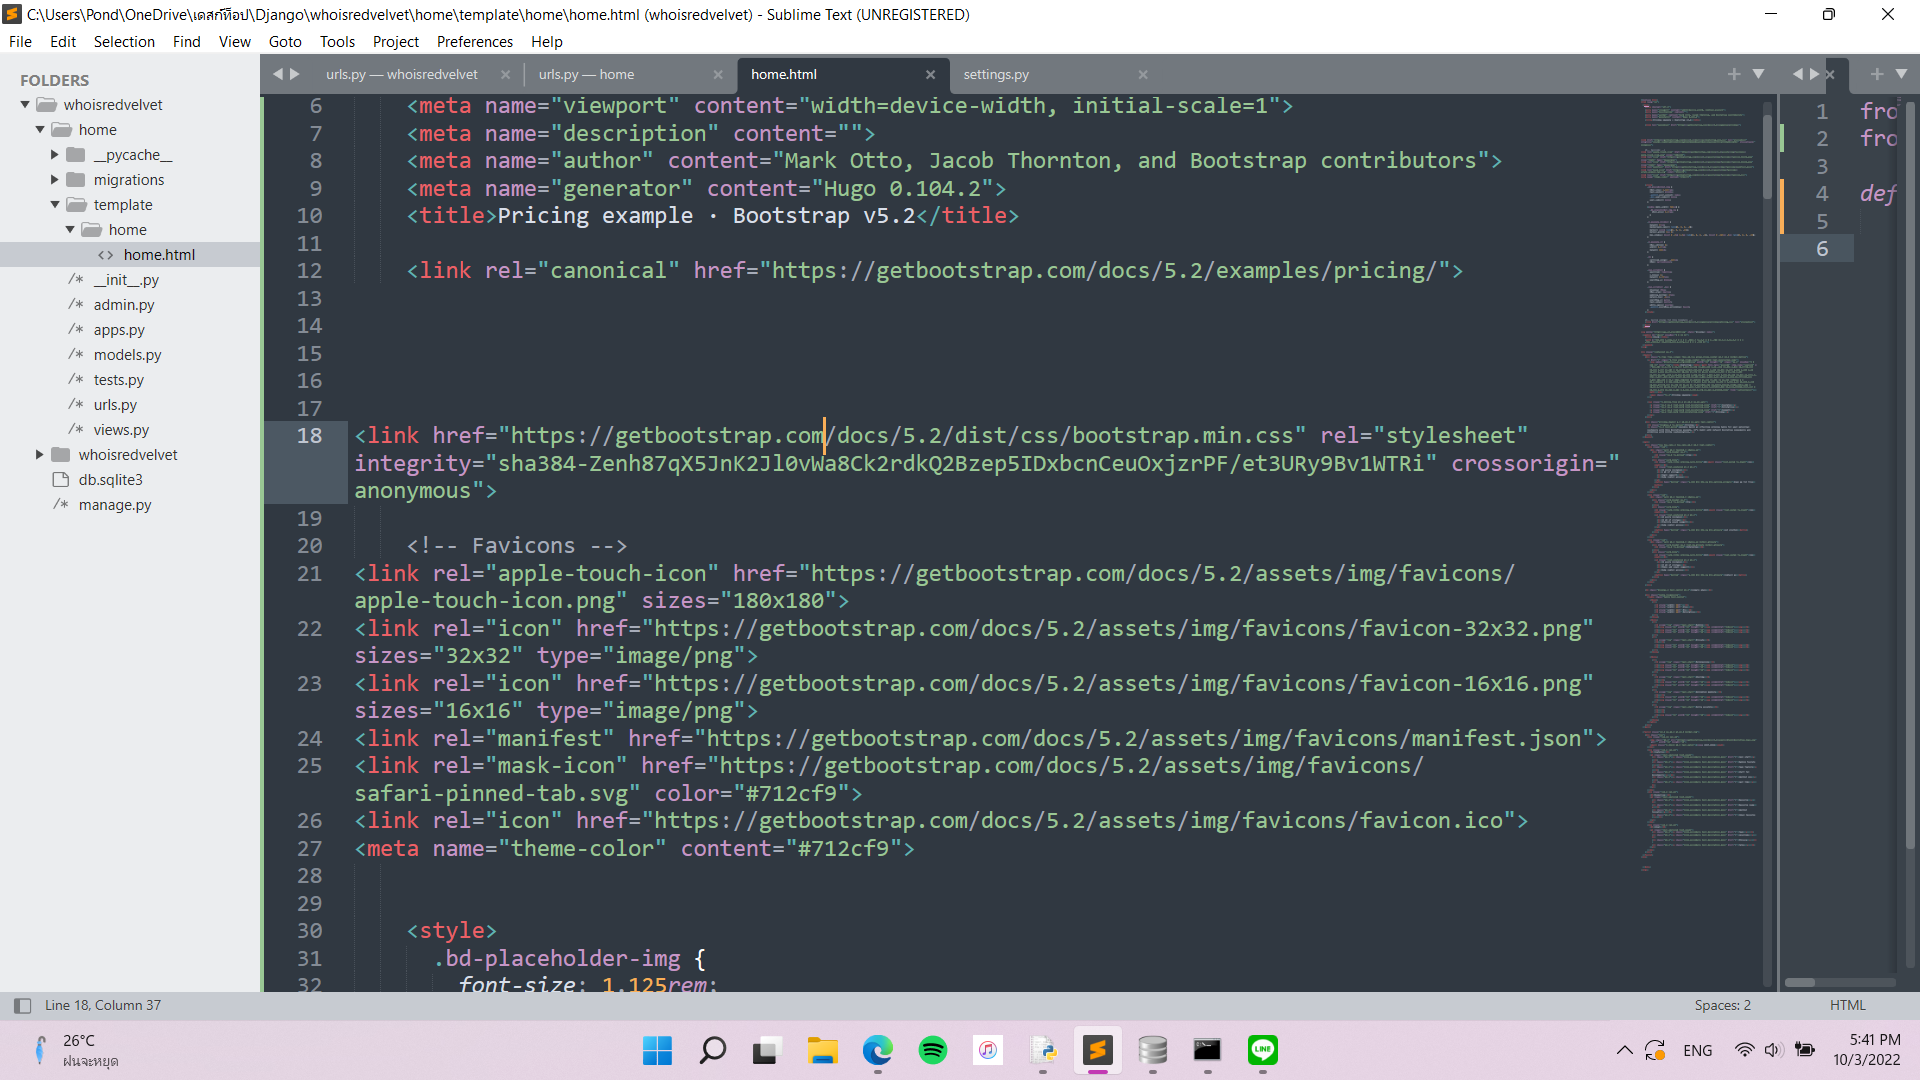 C:\Users\Pond\OneDrive\เดสก์ท็อป\Django\whoisredvelvet\home\template\home\home.html (whoisredvelvet) - Sublime Text (UNREGISTERED)
File Edit Selection Find View Goto Tools Project Preferences Help
FOLDERS
whoisredvelvet
home
__pycache__
migrations
template
home
<> home.html
/* __init__.py
/* admin.py
/* apps.py
/* models.py
/* tests.py
/* urls.py
/* views.py
whoisredvelvet
db.sqlite3
/* manage.py
urls.py — whoisredvelvet
urls.py — home
home.html
settings.py
6 <meta name="viewport" content="width=device-width, initial-scale=1">
7 <meta name="description" content="">
8 <meta name="author" content="Mark Otto, Jacob Thornton, and Bootstrap contributors">
9 <meta name="generator" content="Hugo 0.104.2">
10 <title>Pricing example · Bootstrap v5.2</title>
11
12 <link rel="canonical" href="https://getbootstrap.com/docs/5.2/examples/pricing/">
13
14
15
16
17
18 <link href="https://getbootstrap.com/docs/5.2/dist/css/bootstrap.min.css" rel="stylesheet"
integrity="sha384-Zenh87qX5JnK2Jl0vWa8Ck2rdkQ2Bzep5IDxbcnCeuOxjzrPF/et3URy9Bv1WTRi" crossorigin="
anonymous">
19
20 <!-- Favicons -->
21 <link rel="apple-touch-icon" href="https://getbootstrap.com/docs/5.2/assets/img/favicons/
apple-touch-icon.png" sizes="180x180">
22 <link rel="icon" href="https://getbootstrap.com/docs/5.2/assets/img/favicons/favicon-32x32.png"
sizes="32x32" type="image/png">
23 <link rel="icon" href="https://getbootstrap.com/docs/5.2/assets/img/favicons/favicon-16x16.png"
sizes="16x16" type="image/png">
24 <link rel="manifest" href="https://getbootstrap.com/docs/5.2/assets/img/favicons/manifest.json">
25 <link rel="mask-icon" href="https://getbootstrap.com/docs/5.2/assets/img/favicons/
safari-pinned-tab.svg" color="#712cf9">
26 <link rel="icon" href="https://getbootstrap.com/docs/5.2/assets/img/favicons/favicon.ico">
27 <meta name="theme-color" content="#712cf9">
28
29
30 <style>
31 .bd-placeholder-img {
32 font-size: 1.125rem;
1 fro
2 fro
3
4 def
5
6
Line 18, Column 37
Spaces: 2
HTML
26°C
ฝนจะหยุด
LINE
ENG
5:41 PM
10/3/2022